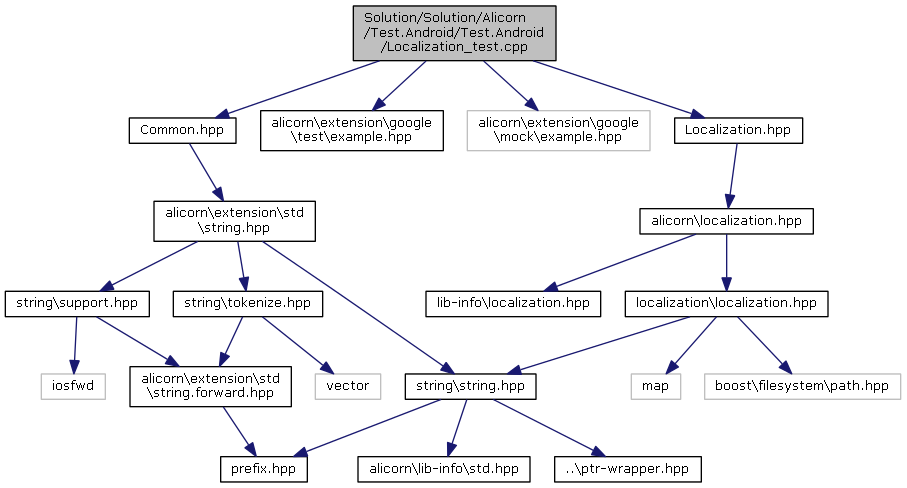 Solution/Solution/Alicorn
/Test.Android/Test.Android
/Localization_test.cpp
Common.hpp
alicorn\extension\google
\test\example.hpp
alicorn\extension\google
\mock\example.hpp
Localization.hpp
alicorn\extension\std
\string.hpp
alicorn\localization.hpp
string\support.hpp
string\tokenize.hpp
lib-info\localization.hpp
localization\localization.hpp
iosfwd
alicorn\extension\std
\string.forward.hpp
vector
string\string.hpp
map
boost\filesystem\path.hpp
prefix.hpp
alicorn\lib-info\std.hpp
..\ptr-wrapper.hpp